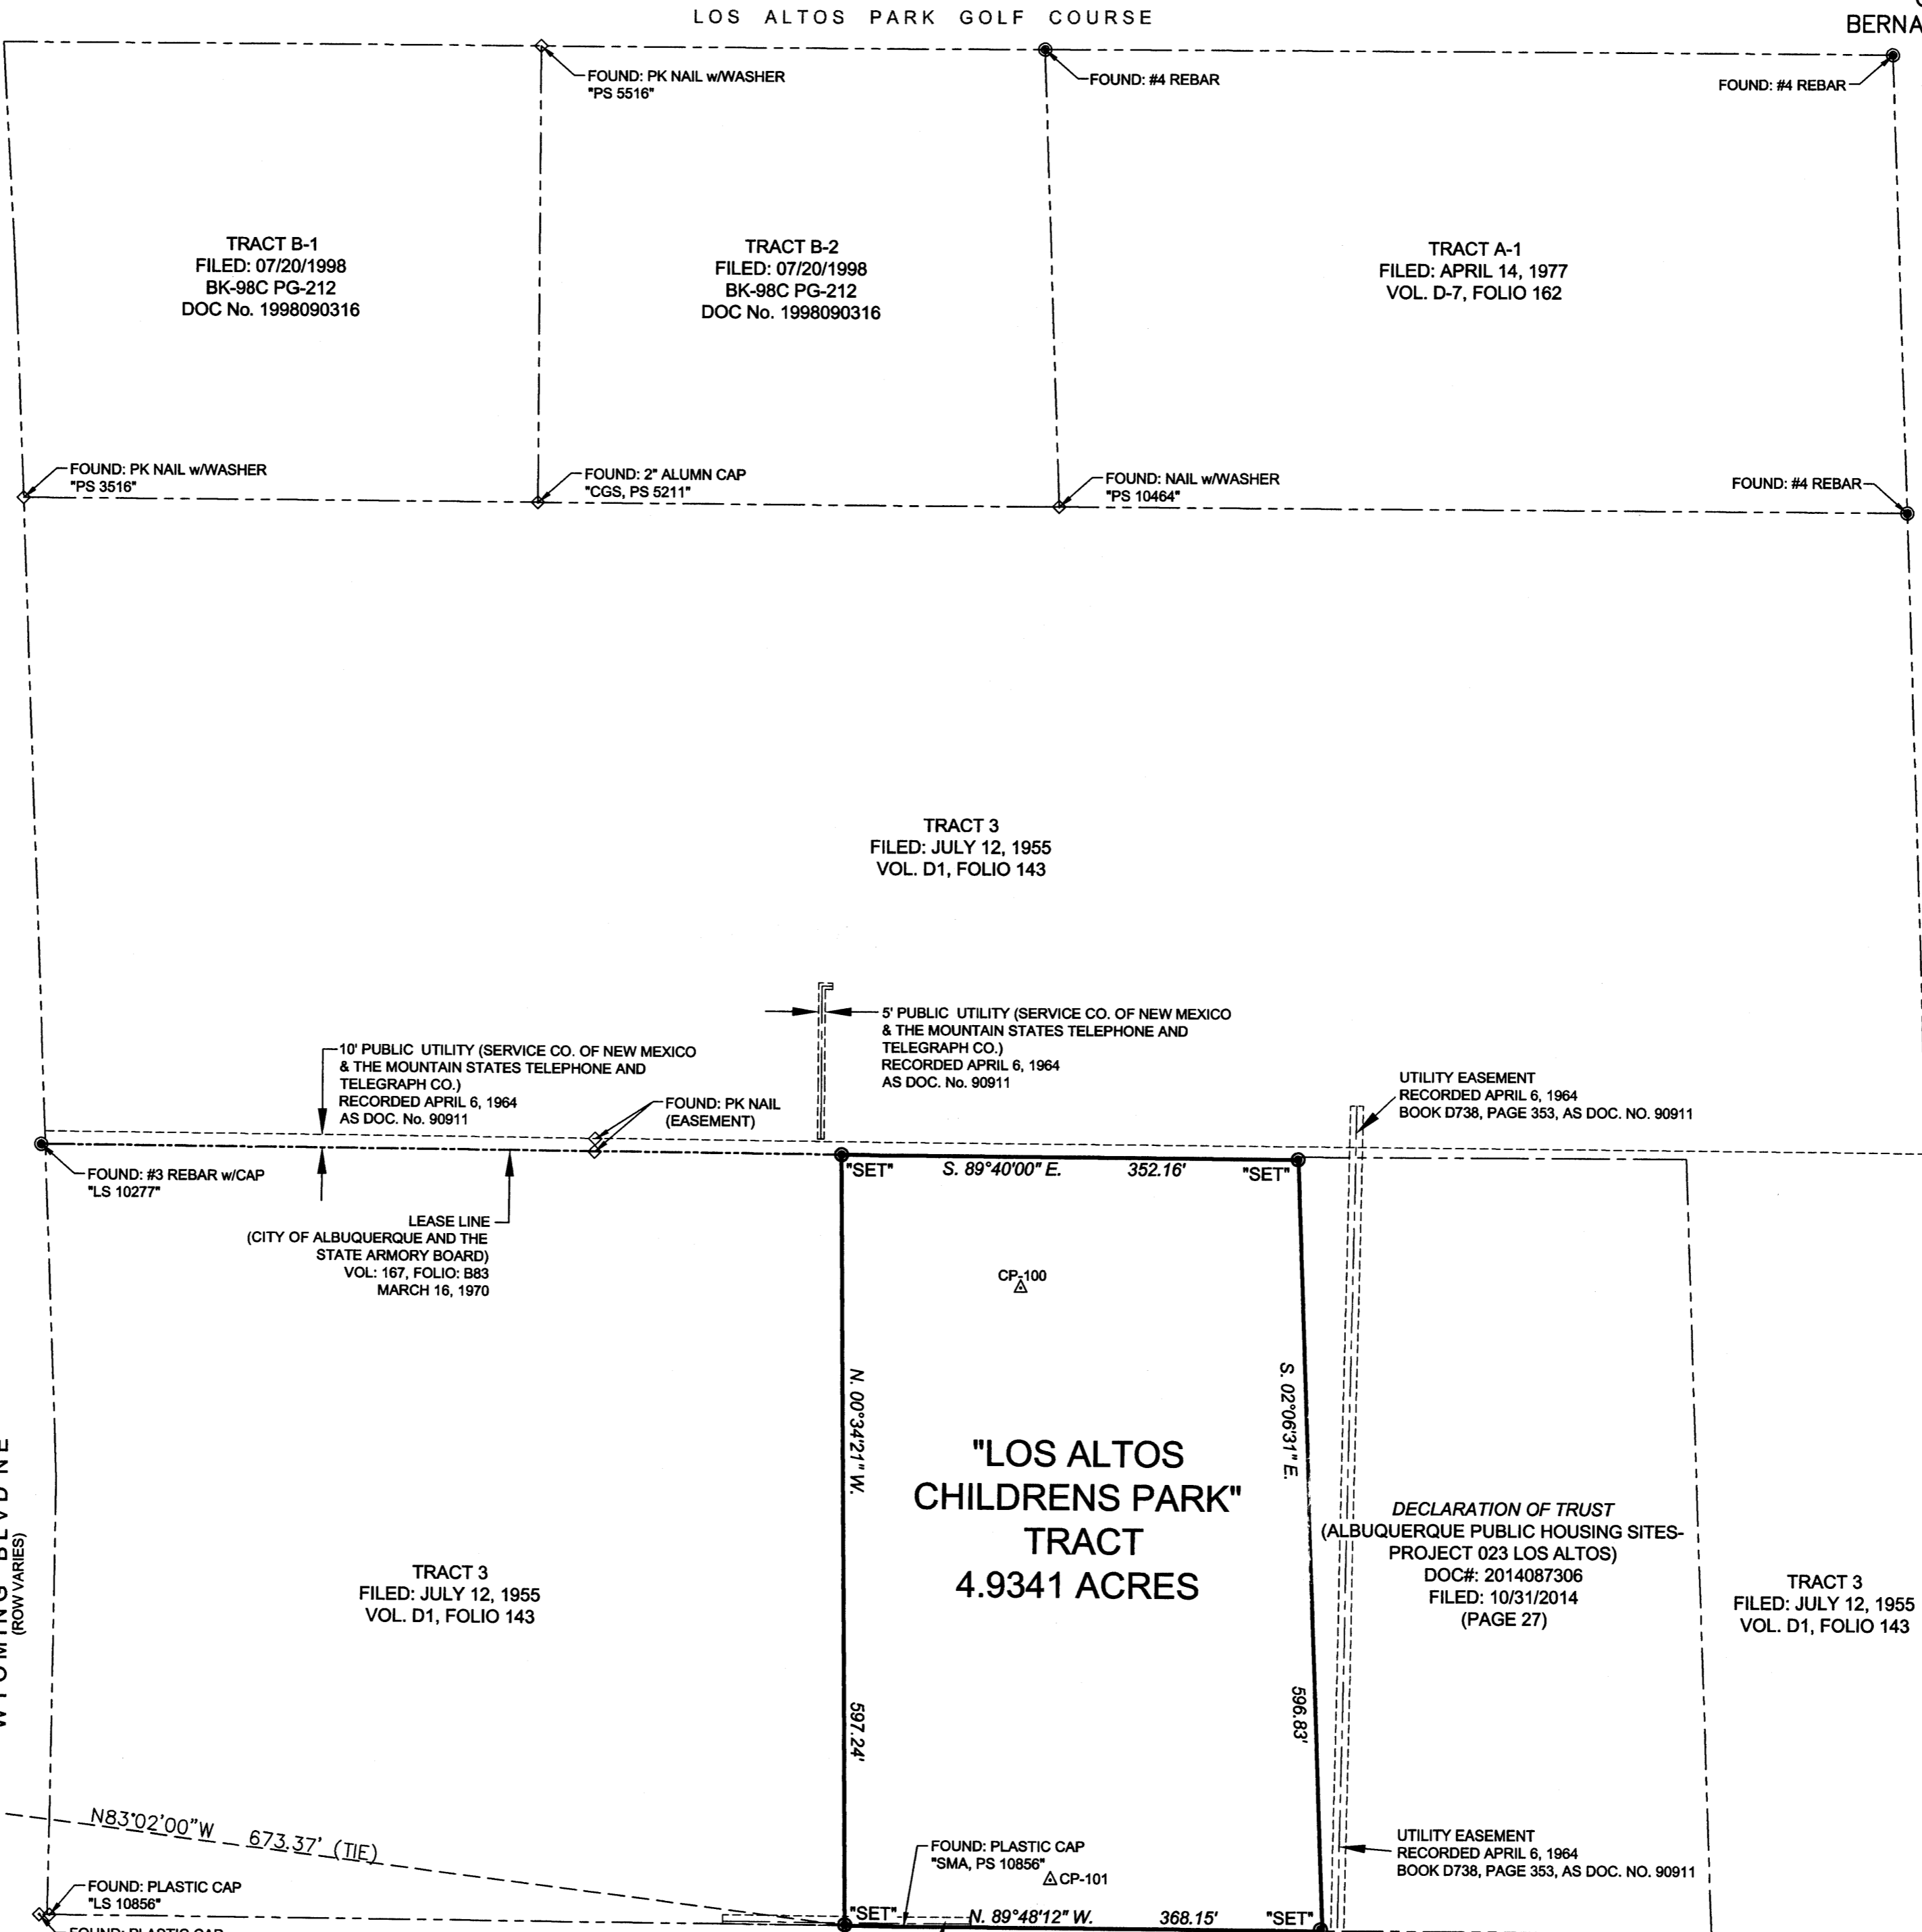 LOS ALTOS PARK GOLF COURSE
BERNA
FOUND: PK NAIL w/WASHER
"PS 5516"
FOUND: #4 REBAR
FOUND: #4 REBAR
TRACT B-1
FILED: 07/20/1998
BK-98C PG-212
DOC No. 1998090316
TRACT B-2
FILED: 07/20/1998
BK-98C PG-212
DOC No. 1998090316
TRACT A-1
FILED: APRIL 14, 1977
VOL. D-7, FOLIO 162
FOUND: PK NAIL w/WASHER
"PS 3516"
FOUND: 2" ALUMN CAP
"CGS, PS 5211"
FOUND: NAIL w/WASHER
"PS 10464"
FOUND: #4 REBAR
TRACT 3
FILED: JULY 12, 1955
VOL. D1, FOLIO 143
5' PUBLIC UTILITY (SERVICE CO. OF NEW MEXICO
& THE MOUNTAIN STATES TELEPHONE AND
TELEGRAPH CO.)
RECORDED APRIL 6, 1964
AS DOC. No. 90911
10' PUBLIC UTILITY (SERVICE CO. OF NEW MEXICO
& THE MOUNTAIN STATES TELEPHONE AND
TELEGRAPH CO.)
RECORDED APRIL 6, 1964
AS DOC. No. 90911
FOUND: PK NAIL
(EASEMENT)
UTILITY EASEMENT
RECORDED APRIL 6, 1964
BOOK D738, PAGE 353, AS DOC. NO. 90911
FOUND: #3 REBAR w/CAP
"LS 10277"
"SET" S. 89°40'00" E. 352.16' "SET"
LEASE LINE
(CITY OF ALBUQUERQUE AND THE
STATE ARMORY BOARD)
VOL: 167, FOLIO: B83
MARCH 16, 1970
CP-100
N. 00°34'21" W.
597.24'
S. 02°06'31" E.
596.83'
"LOS ALTOS
CHILDRENS PARK"
TRACT
4.9341 ACRES
DECLARATION OF TRUST
(ALBUQUERQUE PUBLIC HOUSING SITES-
PROJECT 023 LOS ALTOS)
DOC#: 2014087306
FILED: 10/31/2014
(PAGE 27)
TRACT 3
FILED: JULY 12, 1955
VOL. D1, FOLIO 143
TRACT 3
FILED: JULY 12, 1955
VOL. D1, FOLIO 143
WYOMING BLVD NE
(ROW VARIES)
N83°02'00"W 673.37' (TIE)
FOUND: PLASTIC CAP
"SMA, PS 10856"
CP-101
UTILITY EASEMENT
RECORDED APRIL 6, 1964
BOOK D738, PAGE 353, AS DOC. NO. 90911
FOUND: PLASTIC CAP
"LS 10856"
FOUND: PLASTIC CAP
"SET" N. 89°48'12" W. 368.15' "SET"